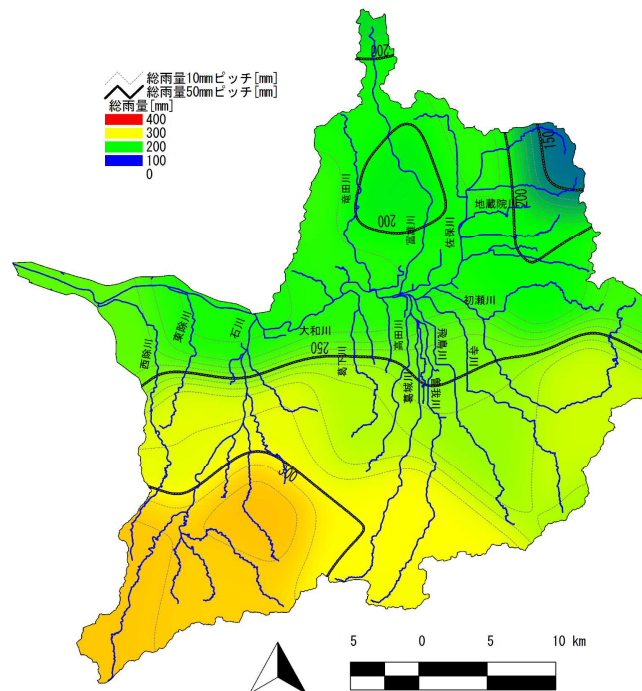 総雨量10mmピッチ[mm]
総雨量50mmピッチ[mm]
総雨量[mm]
400
300
200
100
0
200
150
竜田川
地蔵院川
200
200
富雄川
佐保川
初瀬川
大和川
石川
東除川
西除川
250
葛下川
高田川
飛鳥川
寺川
葛城川
曽我川
5 0 5 10 km